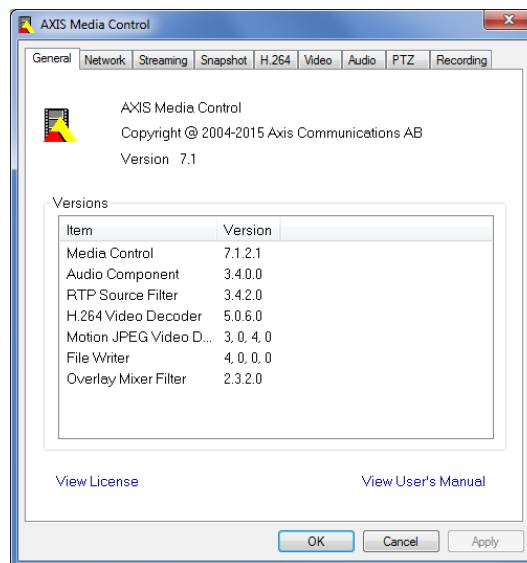 AXIS Media Control
General Network Streaming Snapshot H.264 Video Audio PTZ Recording
AXIS Media Control
Copyright @ 2004-2015 Axis Communications AB
Version 7.1
Versions
Item Version
Media Control 7.1.2.1
Audio Component 3.4.0.0
RTP Source Filter 3.4.2.0
H.264 Video Decoder 5.0.6.0
Motion JPEG Video D... 3, 0, 4, 0
File Writer 4, 0, 0, 0
Overlay Mixer Filter 2.3.2.0
View License View User's Manual
OK Cancel Apply